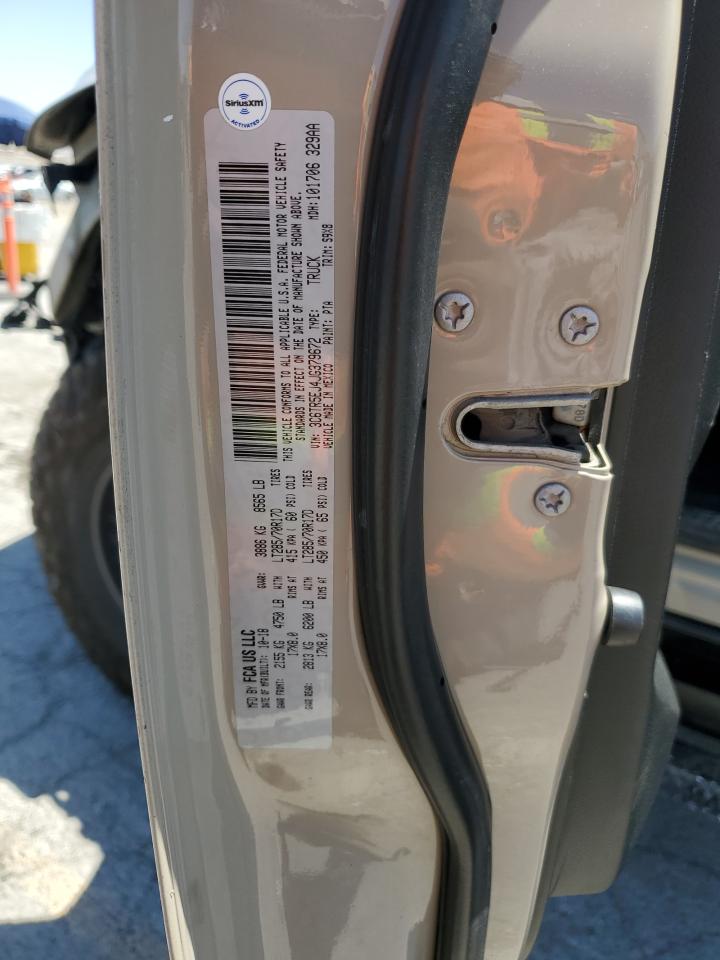 SiriusXM
ACTIVATED
MFD BY FCA US LLC
DATE OF MFR(BUILT): 10-18
GVWR: 3886 KG 8565 LB
GAWR FRONT: 2155 KG 4750 LB WITH LT285/70R17D TIRES
17X8.0 RIMS AT 415 KPA ( 60 PSI) COLD
GAWR REAR: 2813 KG 6200 LB WITH LT285/70R17D TIRES
17X8.0 RIMS AT 450 KPA ( 65 PSI) COLD
THIS VEHICLE CONFORMS TO ALL APPLICABLE U.S.A. FEDERAL MOTOR VEHICLE SAFETY
STANDARDS IN EFFECT ON THE DATE OF MANUFACTURE SHOWN ABOVE.
VIN: 3C6TR5EJ4JG379672 TYPE: TRUCK MDH: 101706 329AA
VEHICLE MADE IN MEXICO PAINT: PTA TRIM: S9X8
780